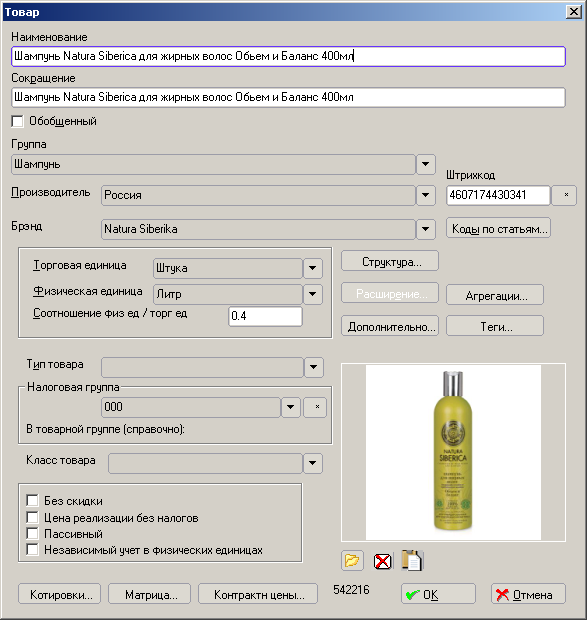 Товар
Наименование
Шампунь Natura Siberica для жирных волос Обьем и Баланс 400мл
Сокращение
Шампунь Natura Siberica для жирных волос Обьем и Баланс 400мл
Обобщенный
Группа
Шампунь
Штрихкод
Производитель Россия 4607174430341 *
Брэнд Natura Siberika Коды по статьям...
Торговая единица Штука Структура...
Физическая единица Литр Расширение... Агрегации...
Соотношение физ ед / торг ед 0.4
Дополнительно... Теги...
Тип товара
Налоговая группа
000 *
В товарной группе (справочно):
Класс товара
NATURA
SIBERICA
Без скидки
Цена реализации без налогов
Пассивный
Независимый учет в физических единицах
Котировки... Матрица... Контрактн цены... 542216 OK Отмена